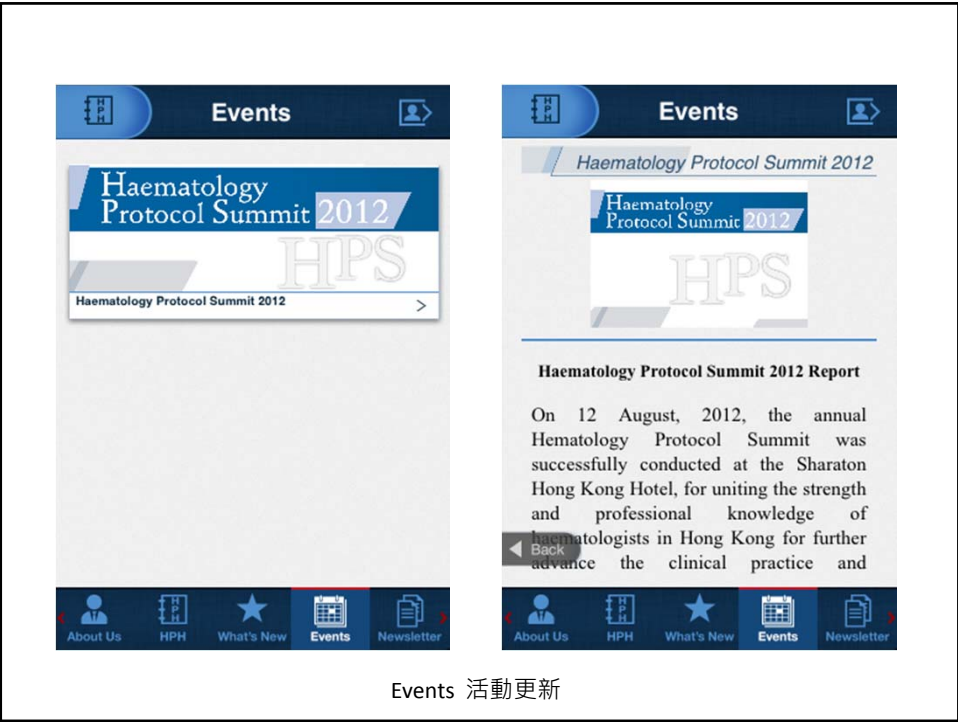 HPH
Events
Haematology
Protocol Summit 2012
HPS
Haematology Protocol Summit 2012
About Us
HPH
What's New
Events
Newsletter
HPH
Events
Haematology Protocol Summit 2012
Haematology
Protocol Summit 2012
HPS
Haematology Protocol Summit 2012 Report
On 12 August, 2012, the annual
Hematology Protocol Summit was
successfully conducted at the Sharaton
Hong Kong Hotel, for uniting the strength
and professional knowledge of
haematologists in Hong Kong for further
advance the clinical practice and
Back
About Us
HPH
What's New
Events
Newsletter
Events 活動更新